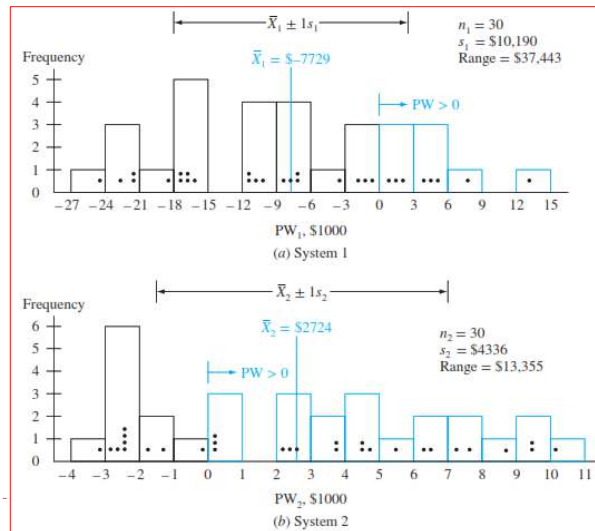 X̄₁ ± 1s₁
n₁ = 30
s₁ = $10,190
Range = $37,443
Frequency
X̄₁ = $–7729
PW > 0
5
4
3
2
1
0
–27 –24 –21 –18 –15 –12 –9 –6 –3 0 3 6 9 12 15
PW₁, $1000
(a) System 1
X̄₂ ± 1s₂
Frequency
X̄₂ = $2724
n₂ = 30
s₂ = $4336
Range = $13,355
PW > 0
6
5
4
3
2
1
0
–4 –3 –2 –1 0 1 2 3 4 5 6 7 8 9 10 11
PW₂, $1000
(b) System 2